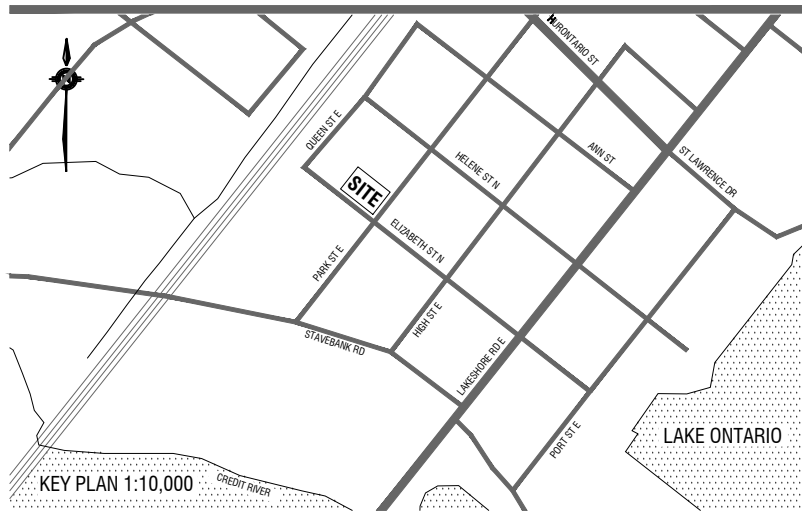 HURONTARIO ST
QUEEN ST E
ANN ST
HELENE ST N
ST LAWRENCE DR
SITE
ELIZABETH ST N
PARK ST E
HIGH ST E
STAVEBANK RD
LAKESHORE RD E
PORT ST E
LAKE ONTARIO
KEY PLAN 1:10,000
CREDIT RIVER